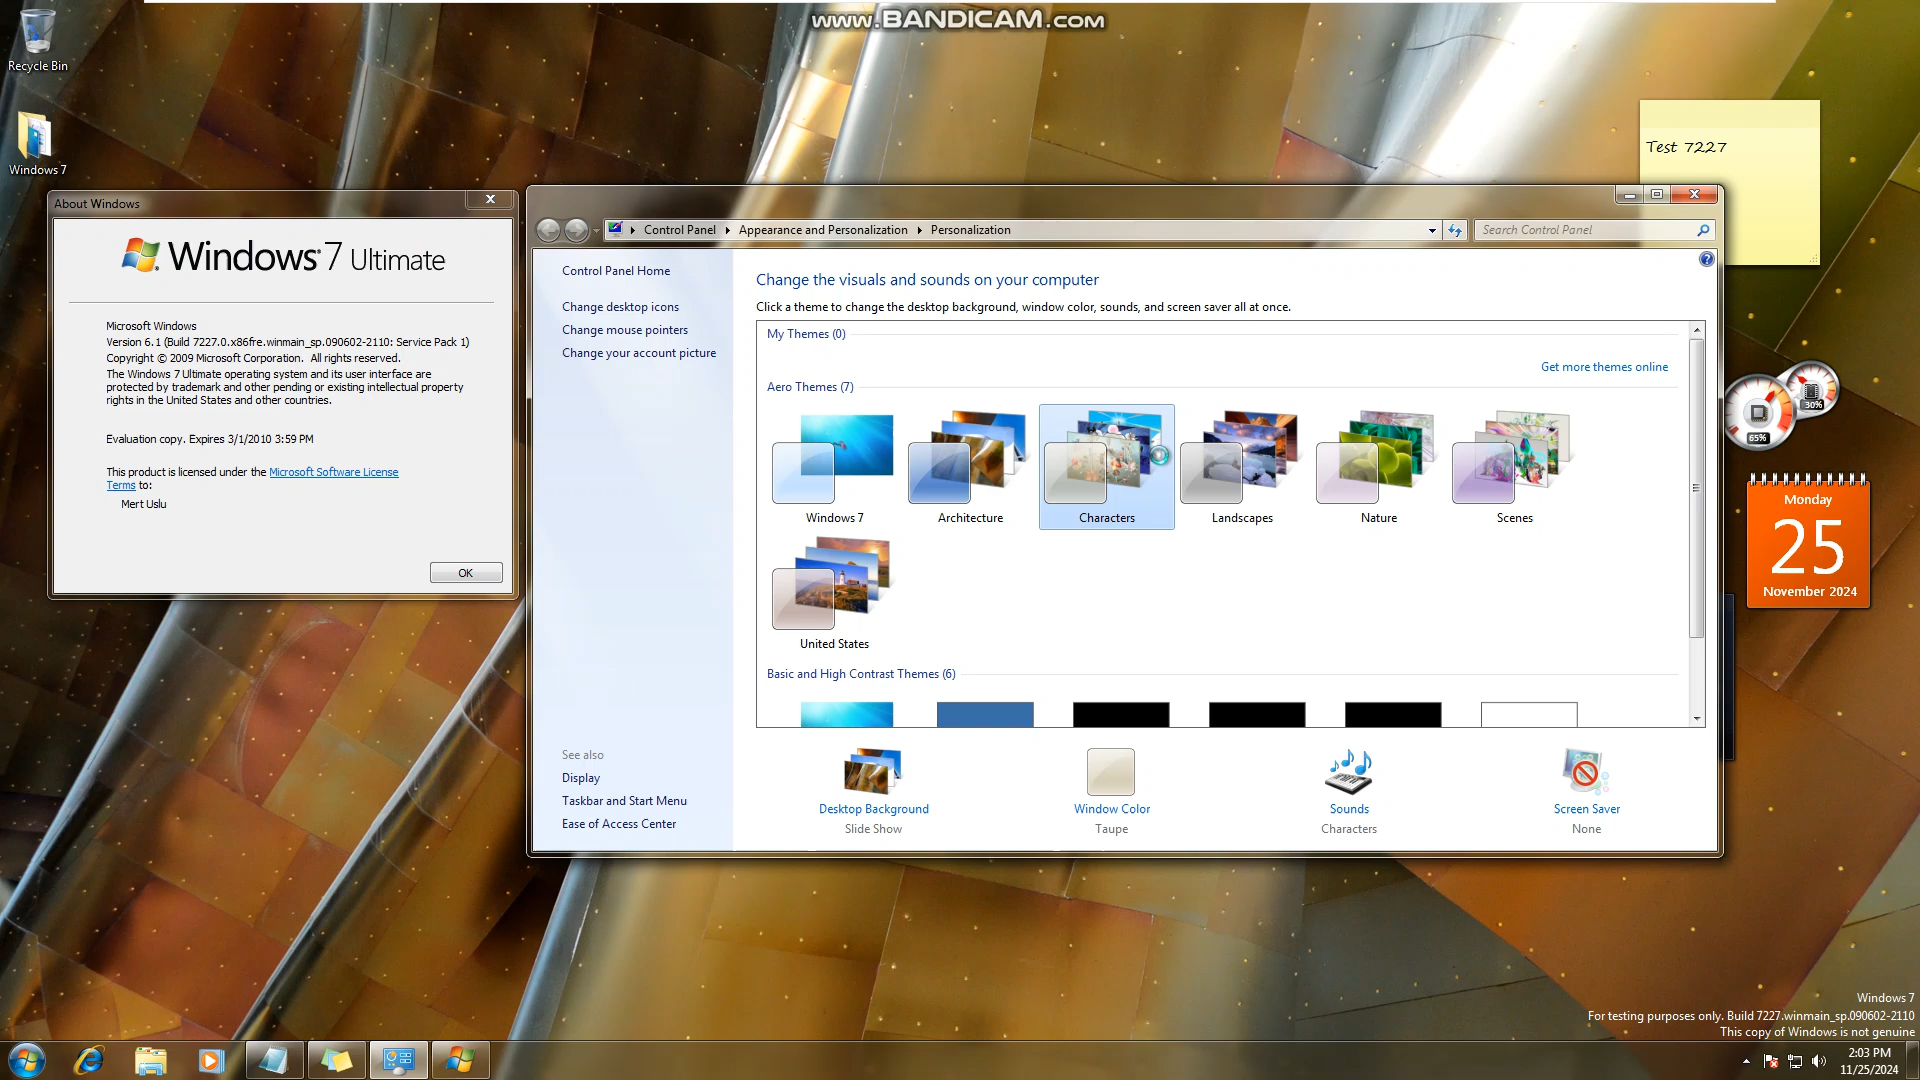 www.BANDICAM.com
Recycle Bin
Windows 7
Test 7227
About Windows
Windows 7 Ultimate
Microsoft Windows
Version 6.1 (Build 7227.0.x86fre.winmain_sp.090602-2110: Service Pack 1)
Copyright © 2009 Microsoft Corporation. All rights reserved.
The Windows 7 Ultimate operating system and its user interface are
protected by trademark and other pending or existing intellectual property
rights in the United States and other countries.
Evaluation copy. Expires 3/1/2010 3:59 PM
This product is licensed under the Microsoft Software License
Terms to:
Mert Uslu
OK
Control Panel
Appearance and Personalization
Personalization
Search Control Panel
Control Panel Home
Change desktop icons
Change mouse pointers
Change your account picture
See also
Display
Taskbar and Start Menu
Ease of Access Center
Change the visuals and sounds on your computer
Click a theme to change the desktop background, window color, sounds, and screen saver all at once.
My Themes (0)
Get more themes online
Aero Themes (7)
Windows 7
Architecture
Characters
Landscapes
Nature
Scenes
United States
Basic and High Contrast Themes (6)
Desktop Background
Slide Show
Window Color
Taupe
Sounds
Characters
Screen Saver
None
65%
30%
Monday
25
November 2024
Windows 7
For testing purposes only. Build 7227.winmain_sp.090602-2110
This copy of Windows is not genuine
2:03 PM
11/25/2024